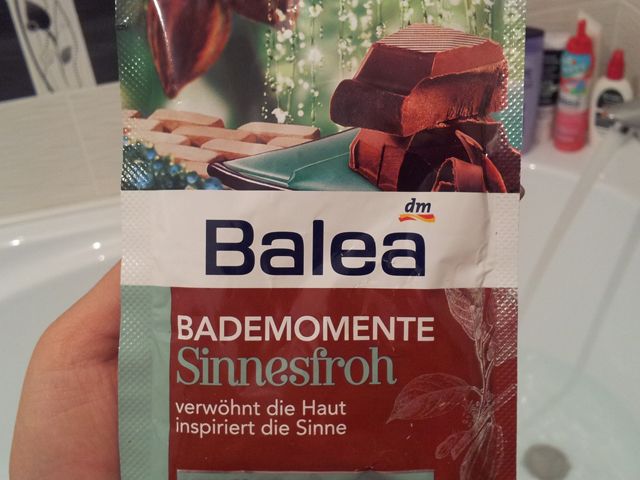 dm
Balea
BADEMOMENTE
Sinnesfroh
verwöhnt die Haut
inspiriert die Sinne